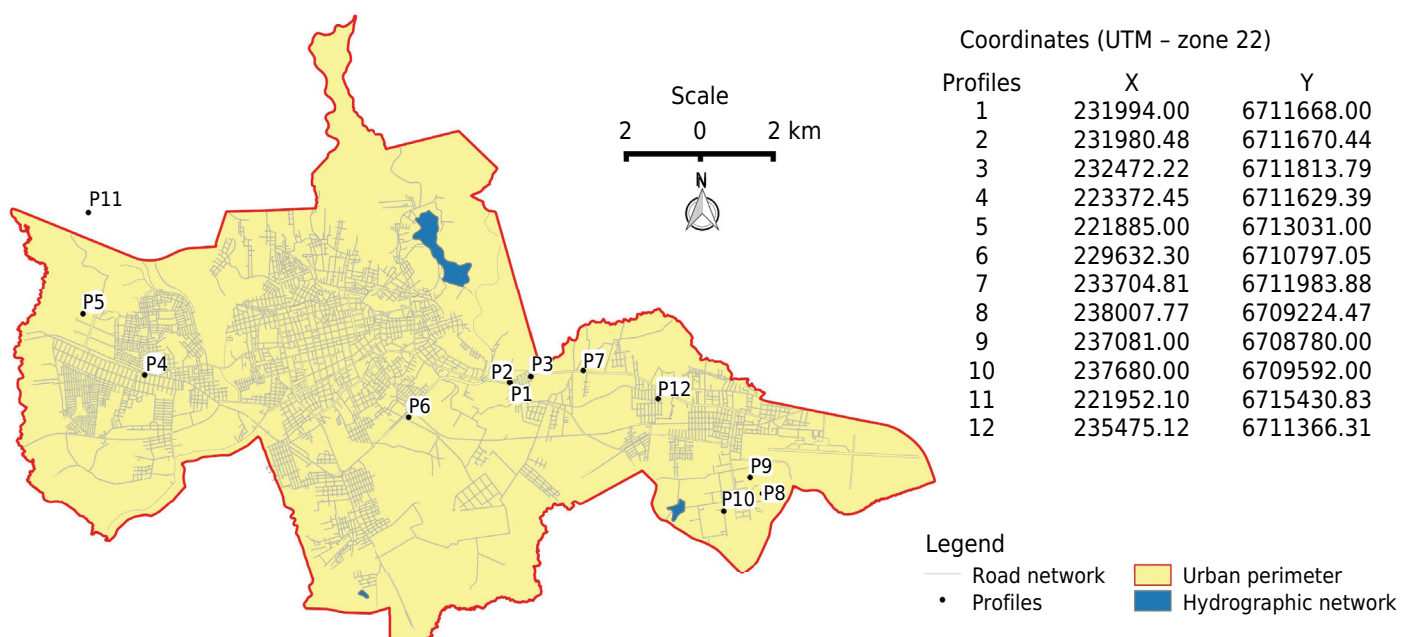 Coordinates (UTM – zone 22)
Profiles X Y
1 231994.00 6711668.00
2 231980.48 6711670.44
3 232472.22 6711813.79
4 223372.45 6711629.39
5 221885.00 6713031.00
6 229632.30 6710797.05
7 233704.81 6711983.88
8 238007.77 6709224.47
9 237081.00 6708780.00
10 237680.00 6709592.00
11 221952.10 6715430.83
12 235475.12 6711366.31
Scale
2 0 2 km
N
P11
P5
P4
P2
P3
P7
P1
P12
P6
P9
P8
P10
Legend
Road network
Profiles
Urban perimeter
Hydrographic network